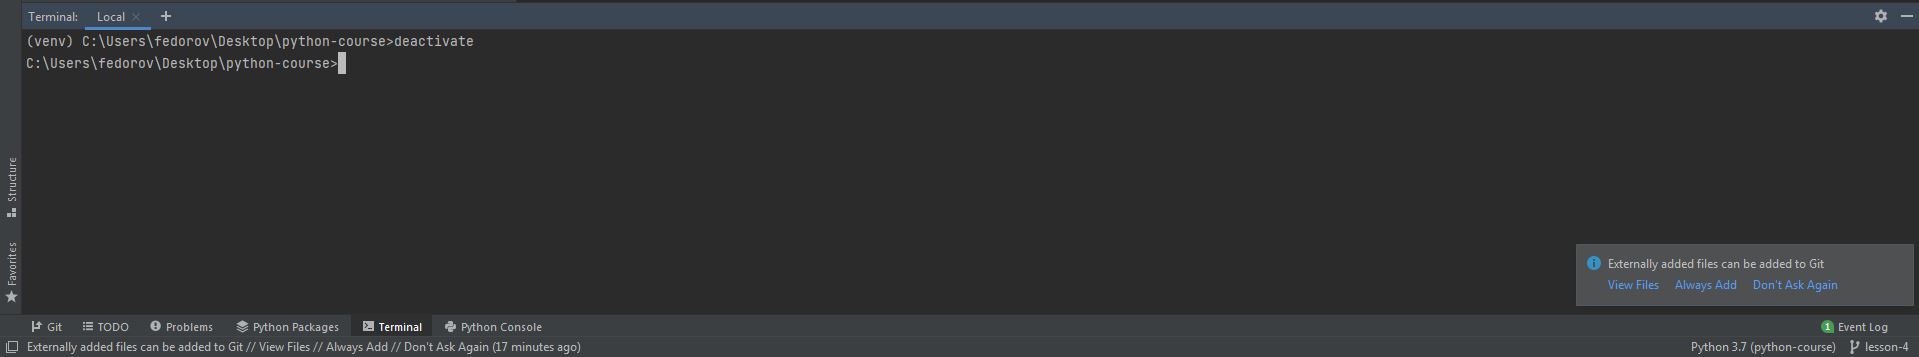 Terminal: Local
(venv) C:\Users\fedorov\Desktop\python-course>deactivate
C:\Users\fedorov\Desktop\python-course>
Structure
Favorites
Externally added files can be added to Git
View Files Always Add Don't Ask Again
Git TODO Problems Python Packages Terminal Python Console 1 Event Log
Externally added files can be added to Git // View Files // Always Add // Don't Ask Again (17 minutes ago) Python 3.7 (python-course) lesson-4